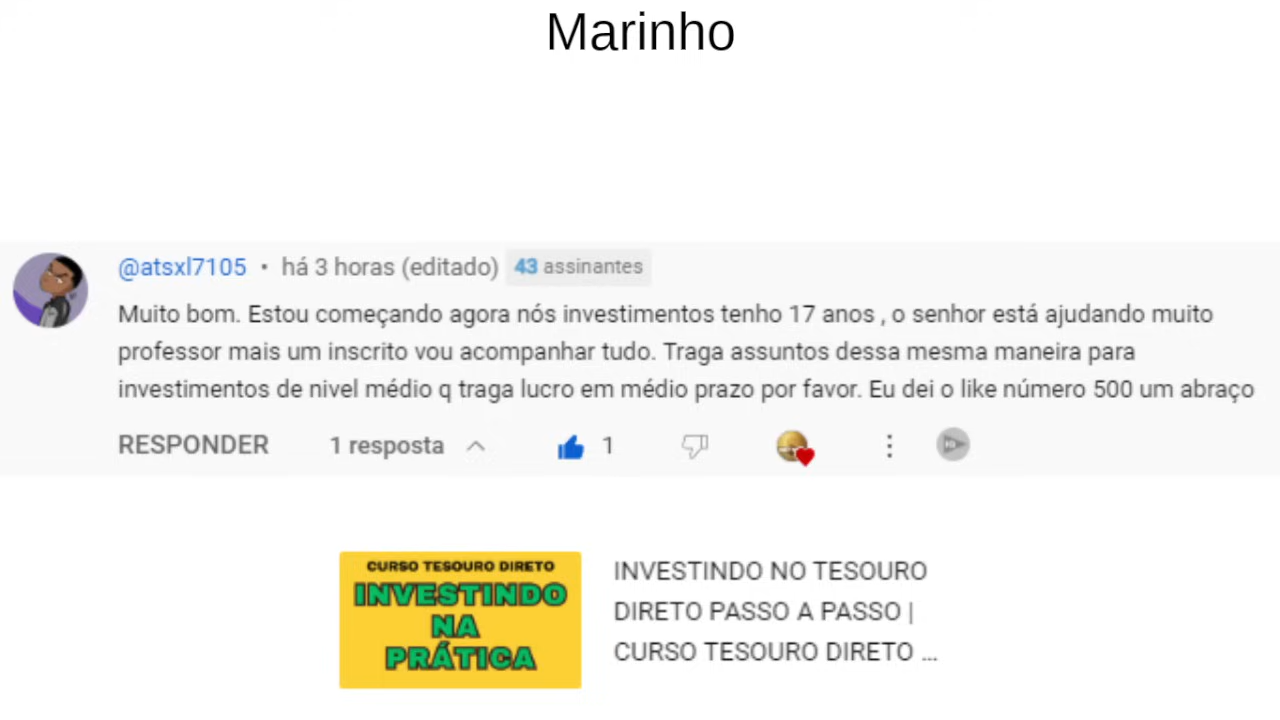 Marinho
@atsxl7105 • há 3 horas (editado) 43 assinantes
Muito bom. Estou começando agora nós investimentos tenho 17 anos , o senhor está ajudando muito
professor mais um inscrito vou acompanhar tudo. Traga assuntos dessa mesma maneira para
investimentos de nivel médio q traga lucro em médio prazo por favor. Eu dei o like número 500 um abraço
RESPONDER 1 resposta 1
CURSO TESOURO DIRETO
INVESTINDO
NA
PRÁTICA
INVESTINDO NO TESOURO
DIRETO PASSO A PASSO |
CURSO TESOURO DIRETO ...